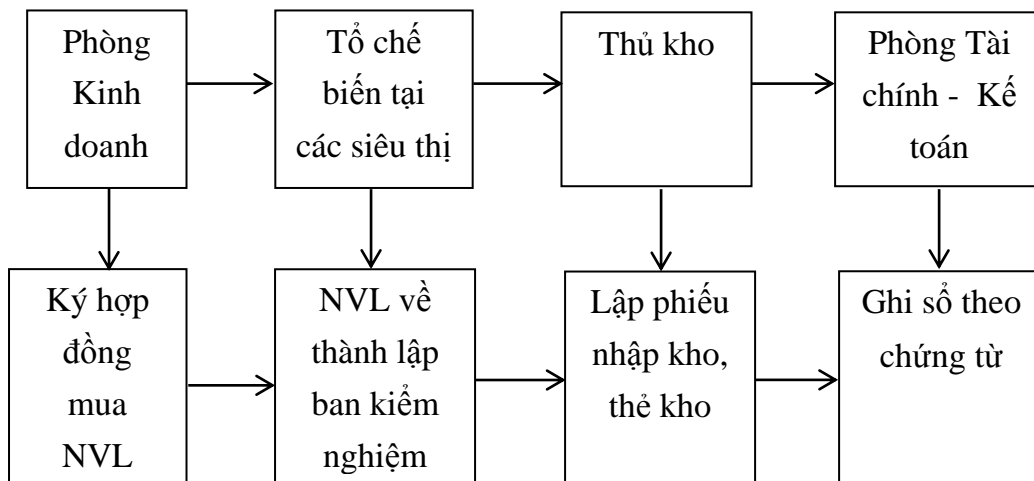 Phòng
Kinh
doanh
Tổ chế
biến tại
các siêu thị
Thủ kho
Phòng Tài
chính -  Kế
toán
Ký hợp
đồng
mua
NVL
NVL về
thành lập
ban kiểm
nghiệm
Lập phiếu
nhập kho,
thẻ kho
Ghi sổ theo
chứng từ